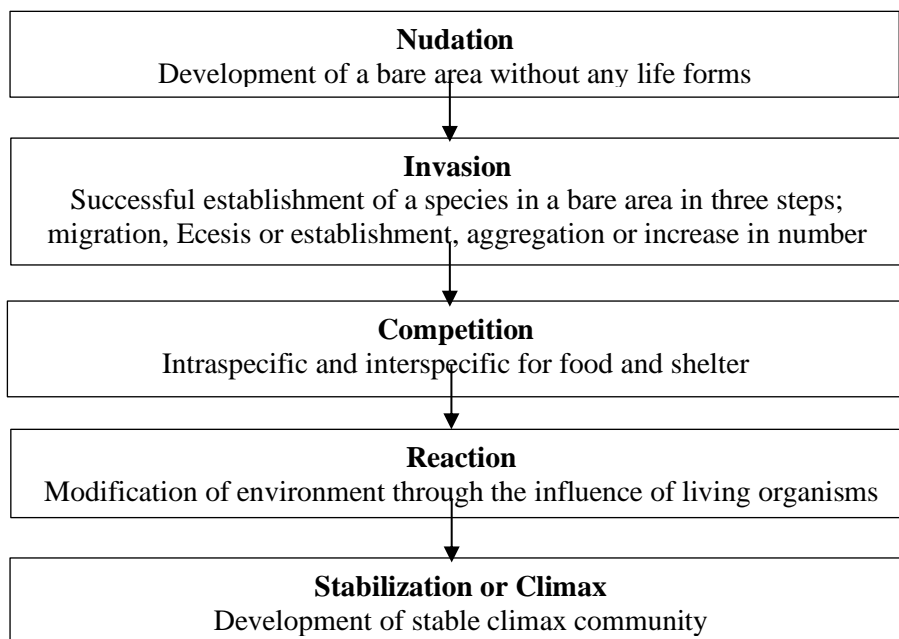 Nudation
Development of a bare area without any life forms
Invasion
Successful establishment of a species in a bare area in three steps;
migration, Ecesis or establishment, aggregation or increase in number
Competition
Intraspecific and interspecific for food and shelter
Reaction
Modification of environment through the influence of living organisms
Stabilization or Climax
Development of stable climax community